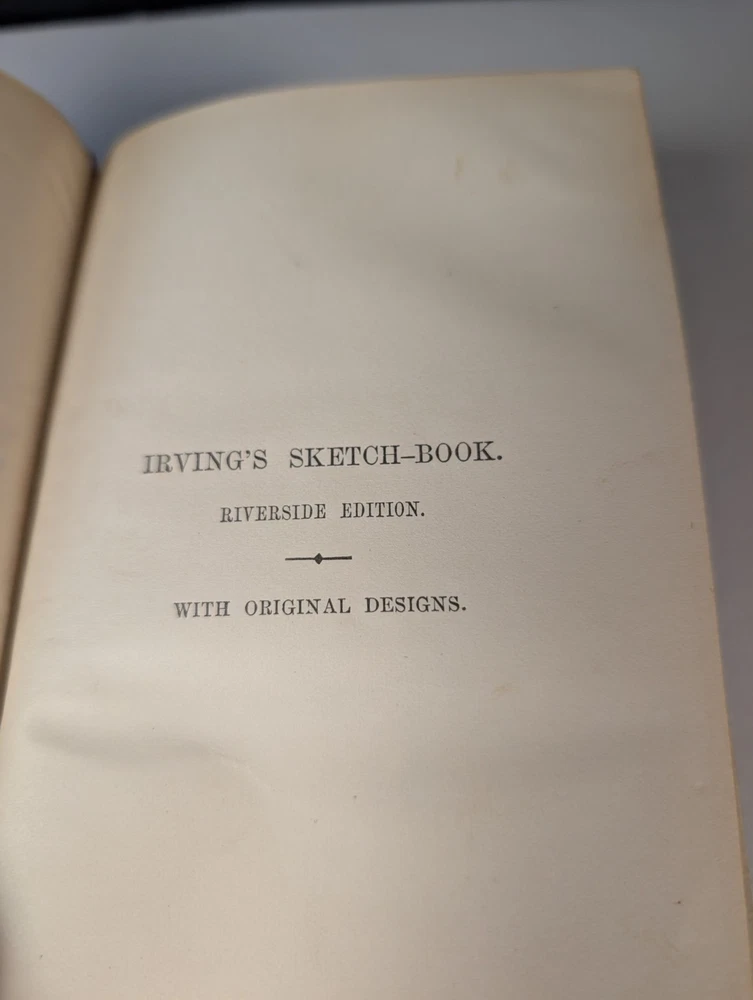 IRVING'S SKETCH–BOOK.
RIVERSIDE EDITION.
WITH ORIGINAL DESIGNS.